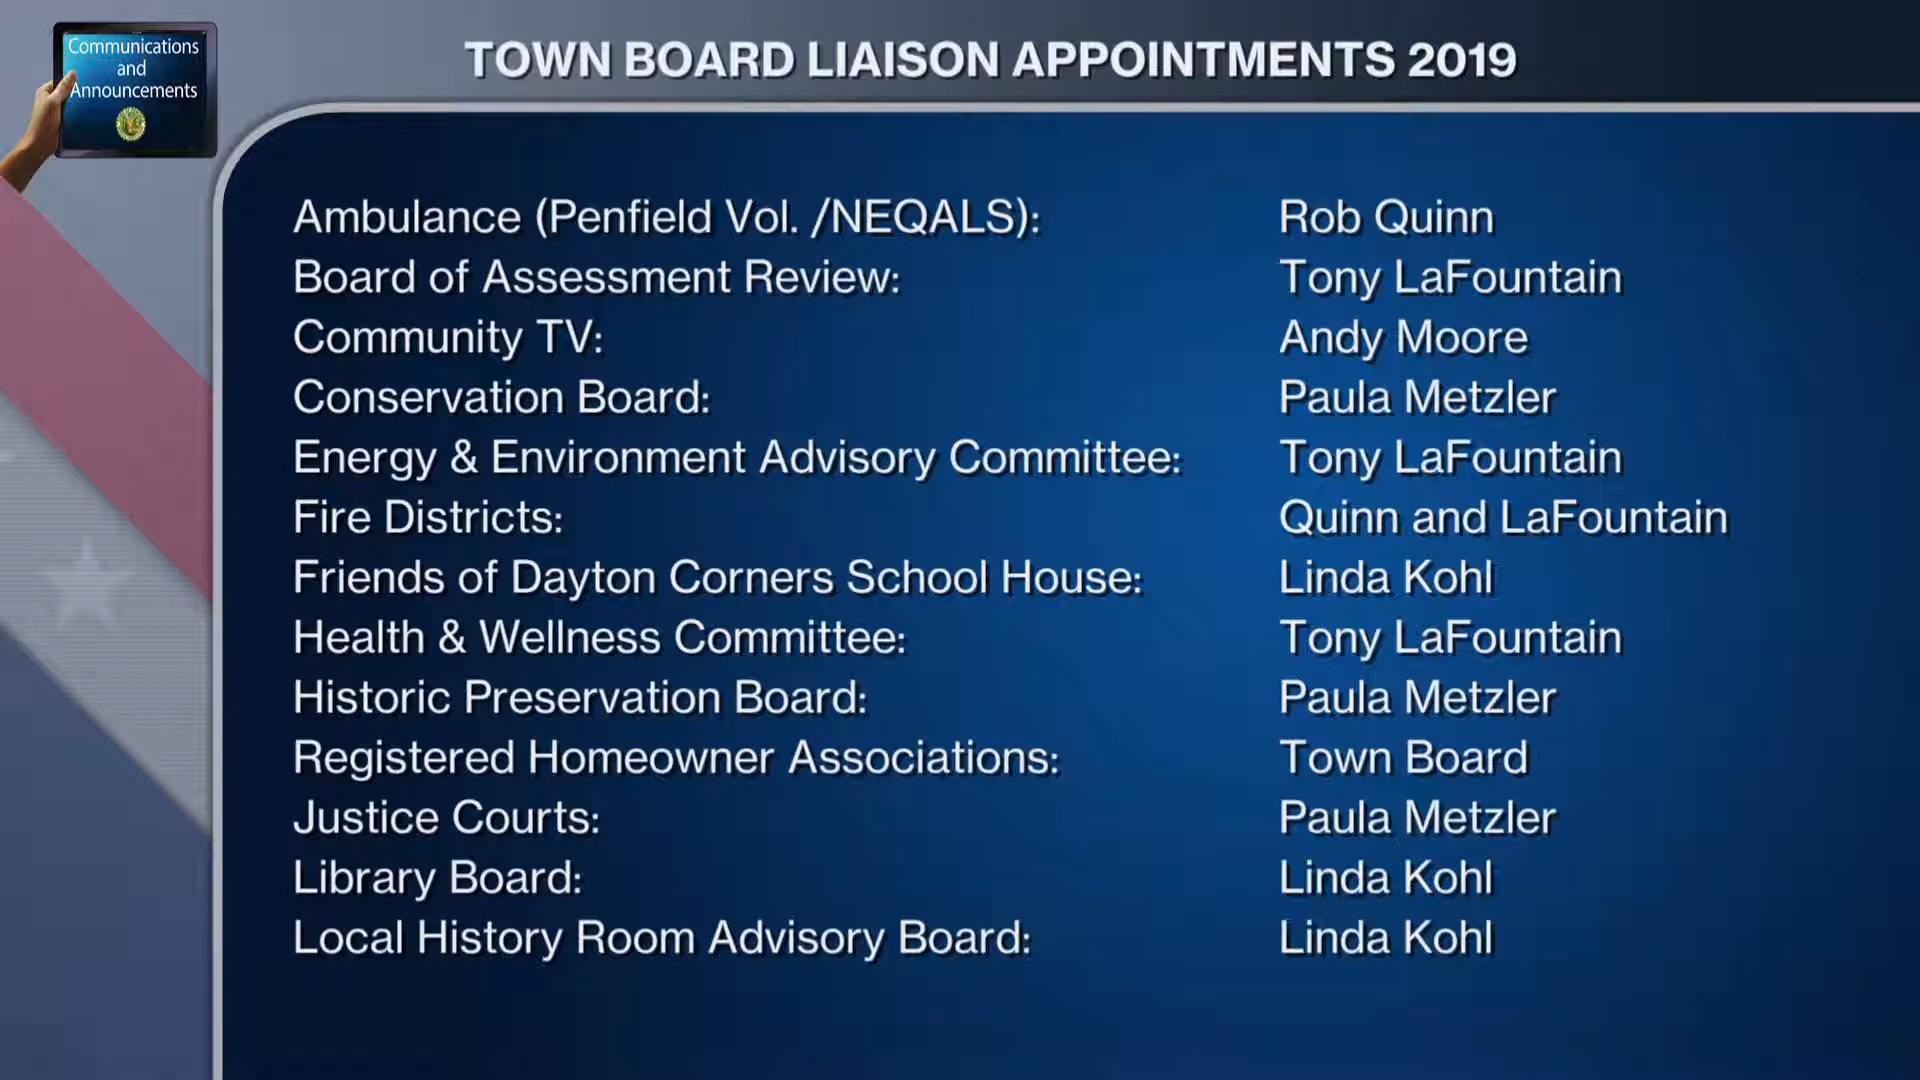 Communications
and
Announcements
TOWN BOARD LIAISON APPOINTMENTS 2019
Ambulance (Penfield Vol. /NEQALS): Rob Quinn
Board of Assessment Review: Tony LaFountain
Community TV: Andy Moore
Conservation Board: Paula Metzler
Energy & Environment Advisory Committee: Tony LaFountain
Fire Districts: Quinn and LaFountain
Friends of Dayton Corners School House: Linda Kohl
Health & Wellness Committee: Tony LaFountain
Historic Preservation Board: Paula Metzler
Registered Homeowner Associations: Town Board
Justice Courts: Paula Metzler
Library Board: Linda Kohl
Local History Room Advisory Board: Linda Kohl